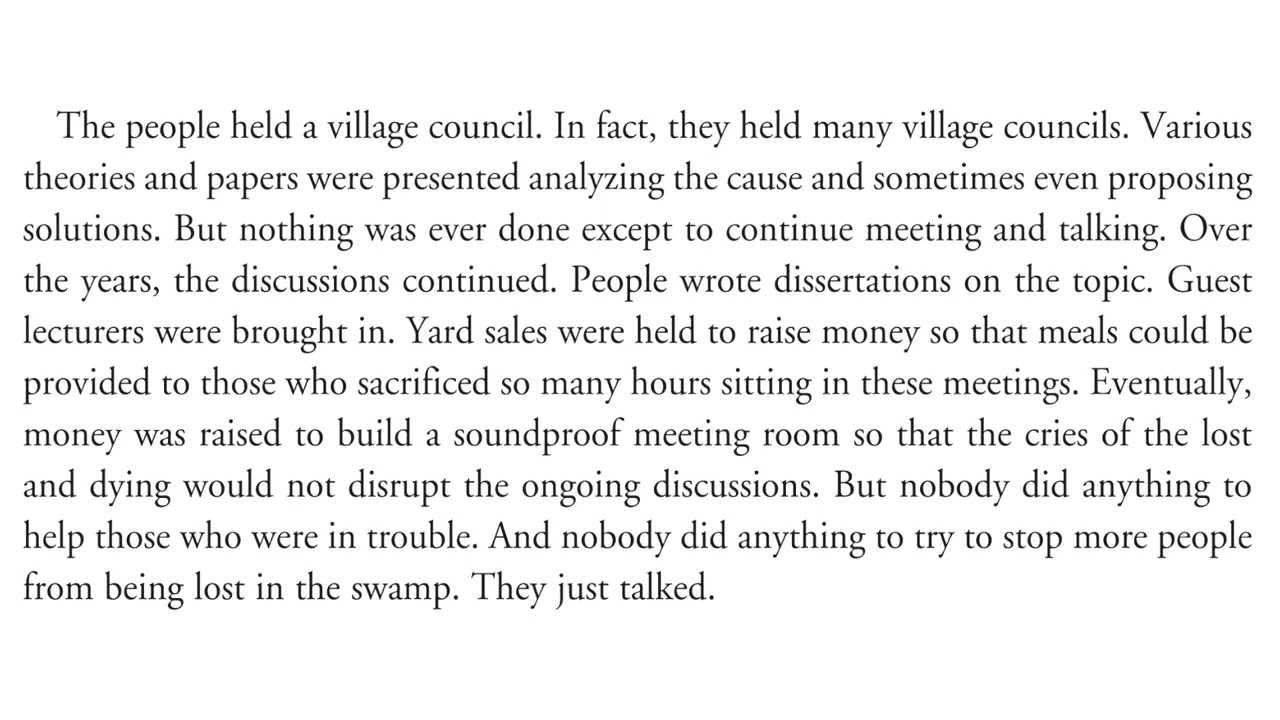 The people held a village council. In fact, they held many village councils. Various
theories and papers were presented analyzing the cause and sometimes even proposing
solutions. But nothing was ever done except to continue meeting and talking. Over
the years, the discussions continued. People wrote dissertations on the topic. Guest
lecturers were brought in. Yard sales were held to raise money so that meals could be
provided to those who sacrificed so many hours sitting in these meetings. Eventually,
money was raised to build a soundproof meeting room so that the cries of the lost
and dying would not disrupt the ongoing discussions. But nobody did anything to
help those who were in trouble. And nobody did anything to try to stop more people
from being lost in the swamp. They just talked.